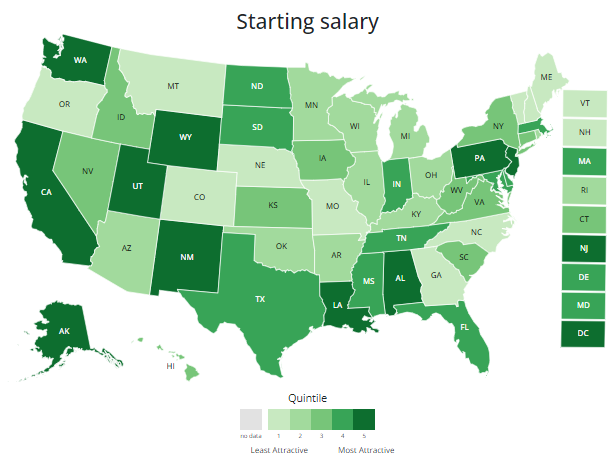 Starting salary
WA
MT
ND
MN
ME
OR
ID
SD
WI
MI
NY
VT
WY
NH
NE
IA
PA
MA
NV
UT
IL
IN
OH
RI
CA
CO
KS
MO
WV
VA
KY
CT
NC
AZ
NM
OK
AR
TN
SC
NJ
MS
AL
GA
DE
TX
LA
MD
AK
FL
DC
HI
Quintile
no data 1 2 3 4 5
Least Attractive Most Attractive